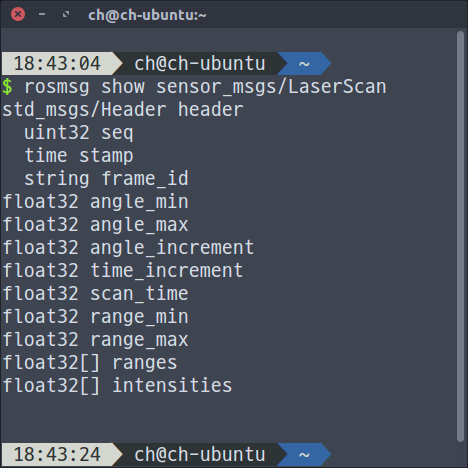 ch@ch-ubuntu:~
18:43:04 ch@ch-ubuntu ~
$ rosmsg show sensor_msgs/LaserScan
std_msgs/Header header
  uint32 seq
  time stamp
  string frame_id
float32 angle_min
float32 angle_max
float32 angle_increment
float32 time_increment
float32 scan_time
float32 range_min
float32 range_max
float32[] ranges
float32[] intensities
18:43:24 ch@ch-ubuntu ~